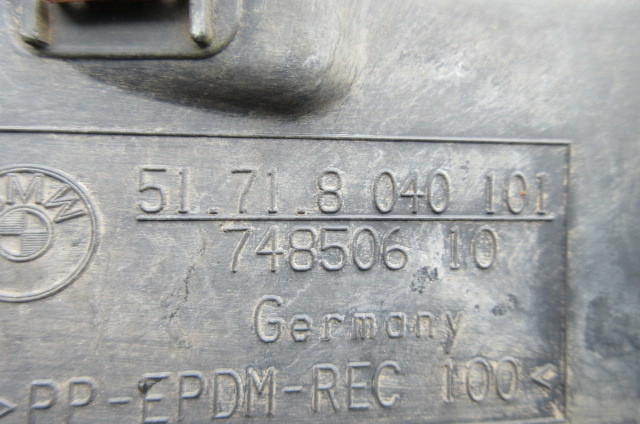 BMW
51.71.8 040 101
748506 10
Germany
>PP-EPDM-REC 100<